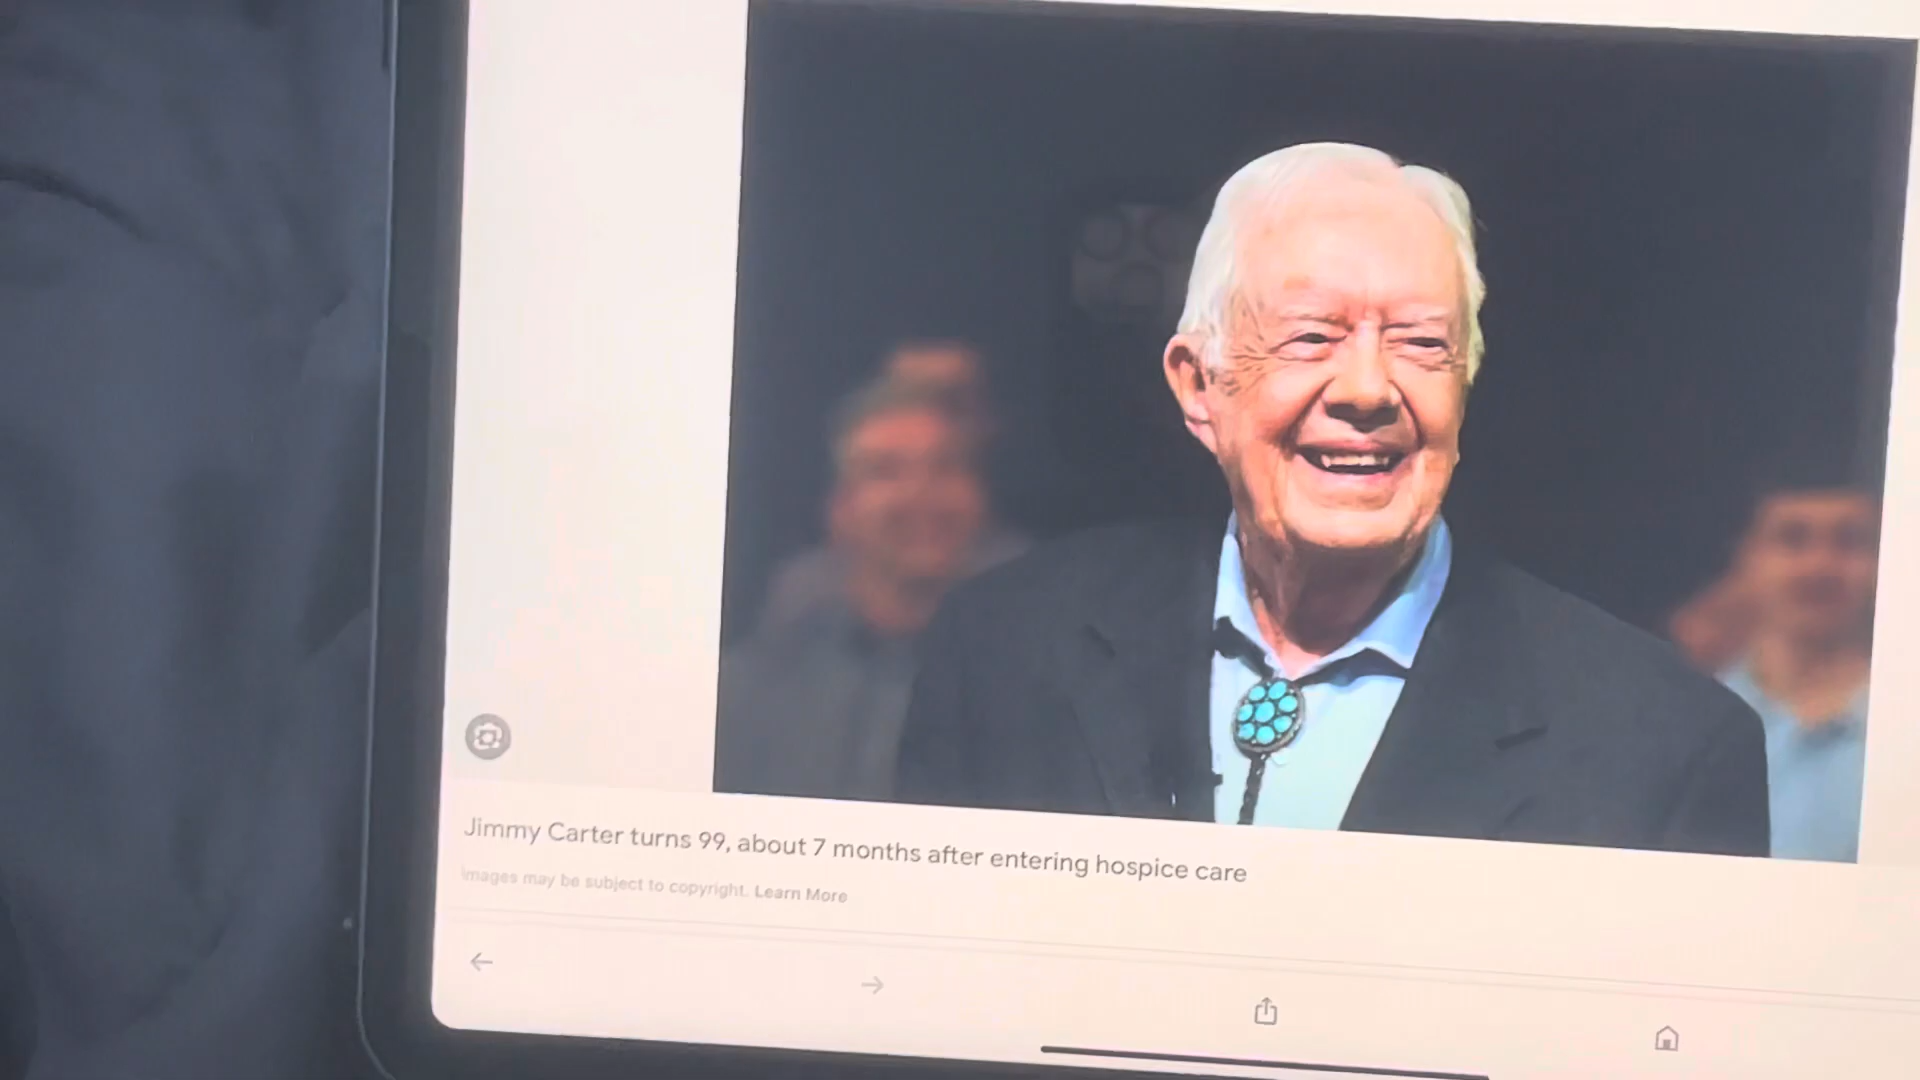 Jimmy Carter turns 99, about 7 months after entering hospice care
Images may be subject to copyright. Learn More